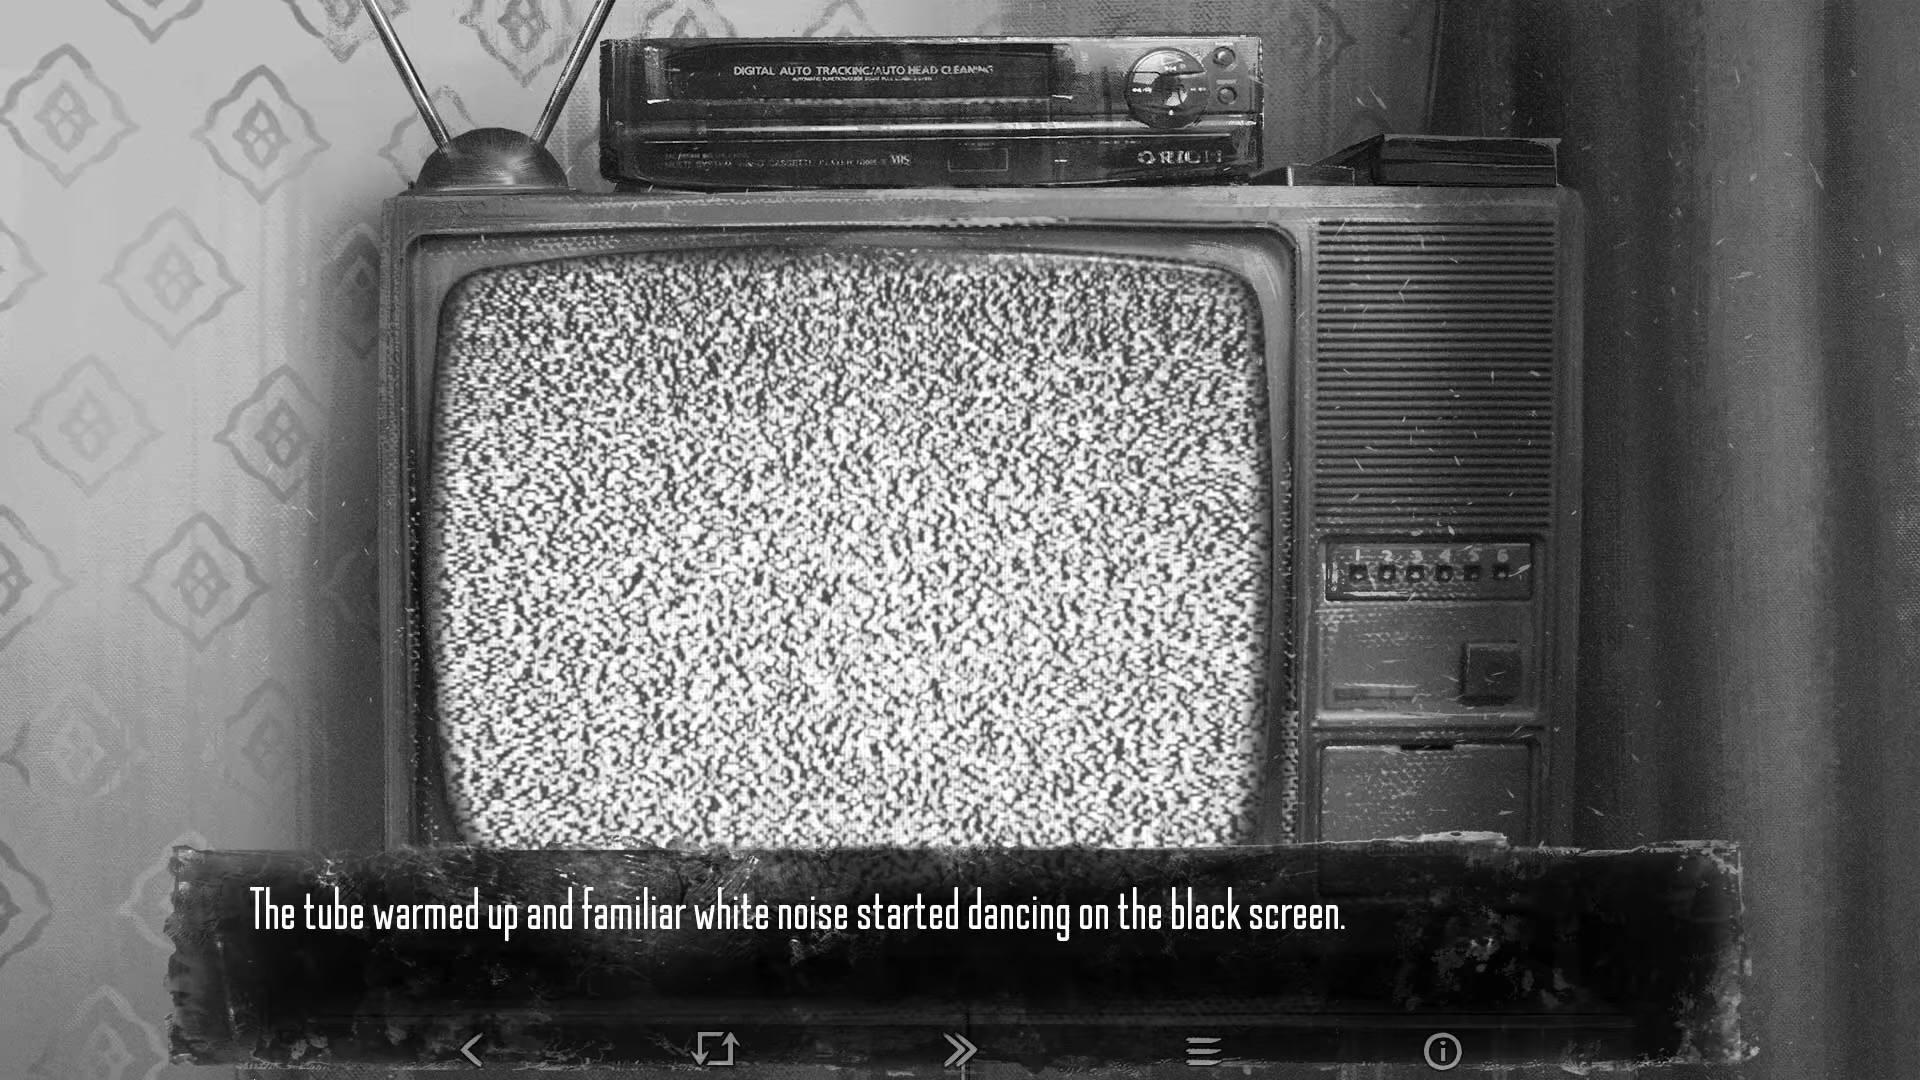 DIGITAL AUTO TRACKING/AUTO HEAD CLEANING
VHS
ORION
1 2 3 4 5 6
The tube warmed up and familiar white noise started dancing on the black screen.